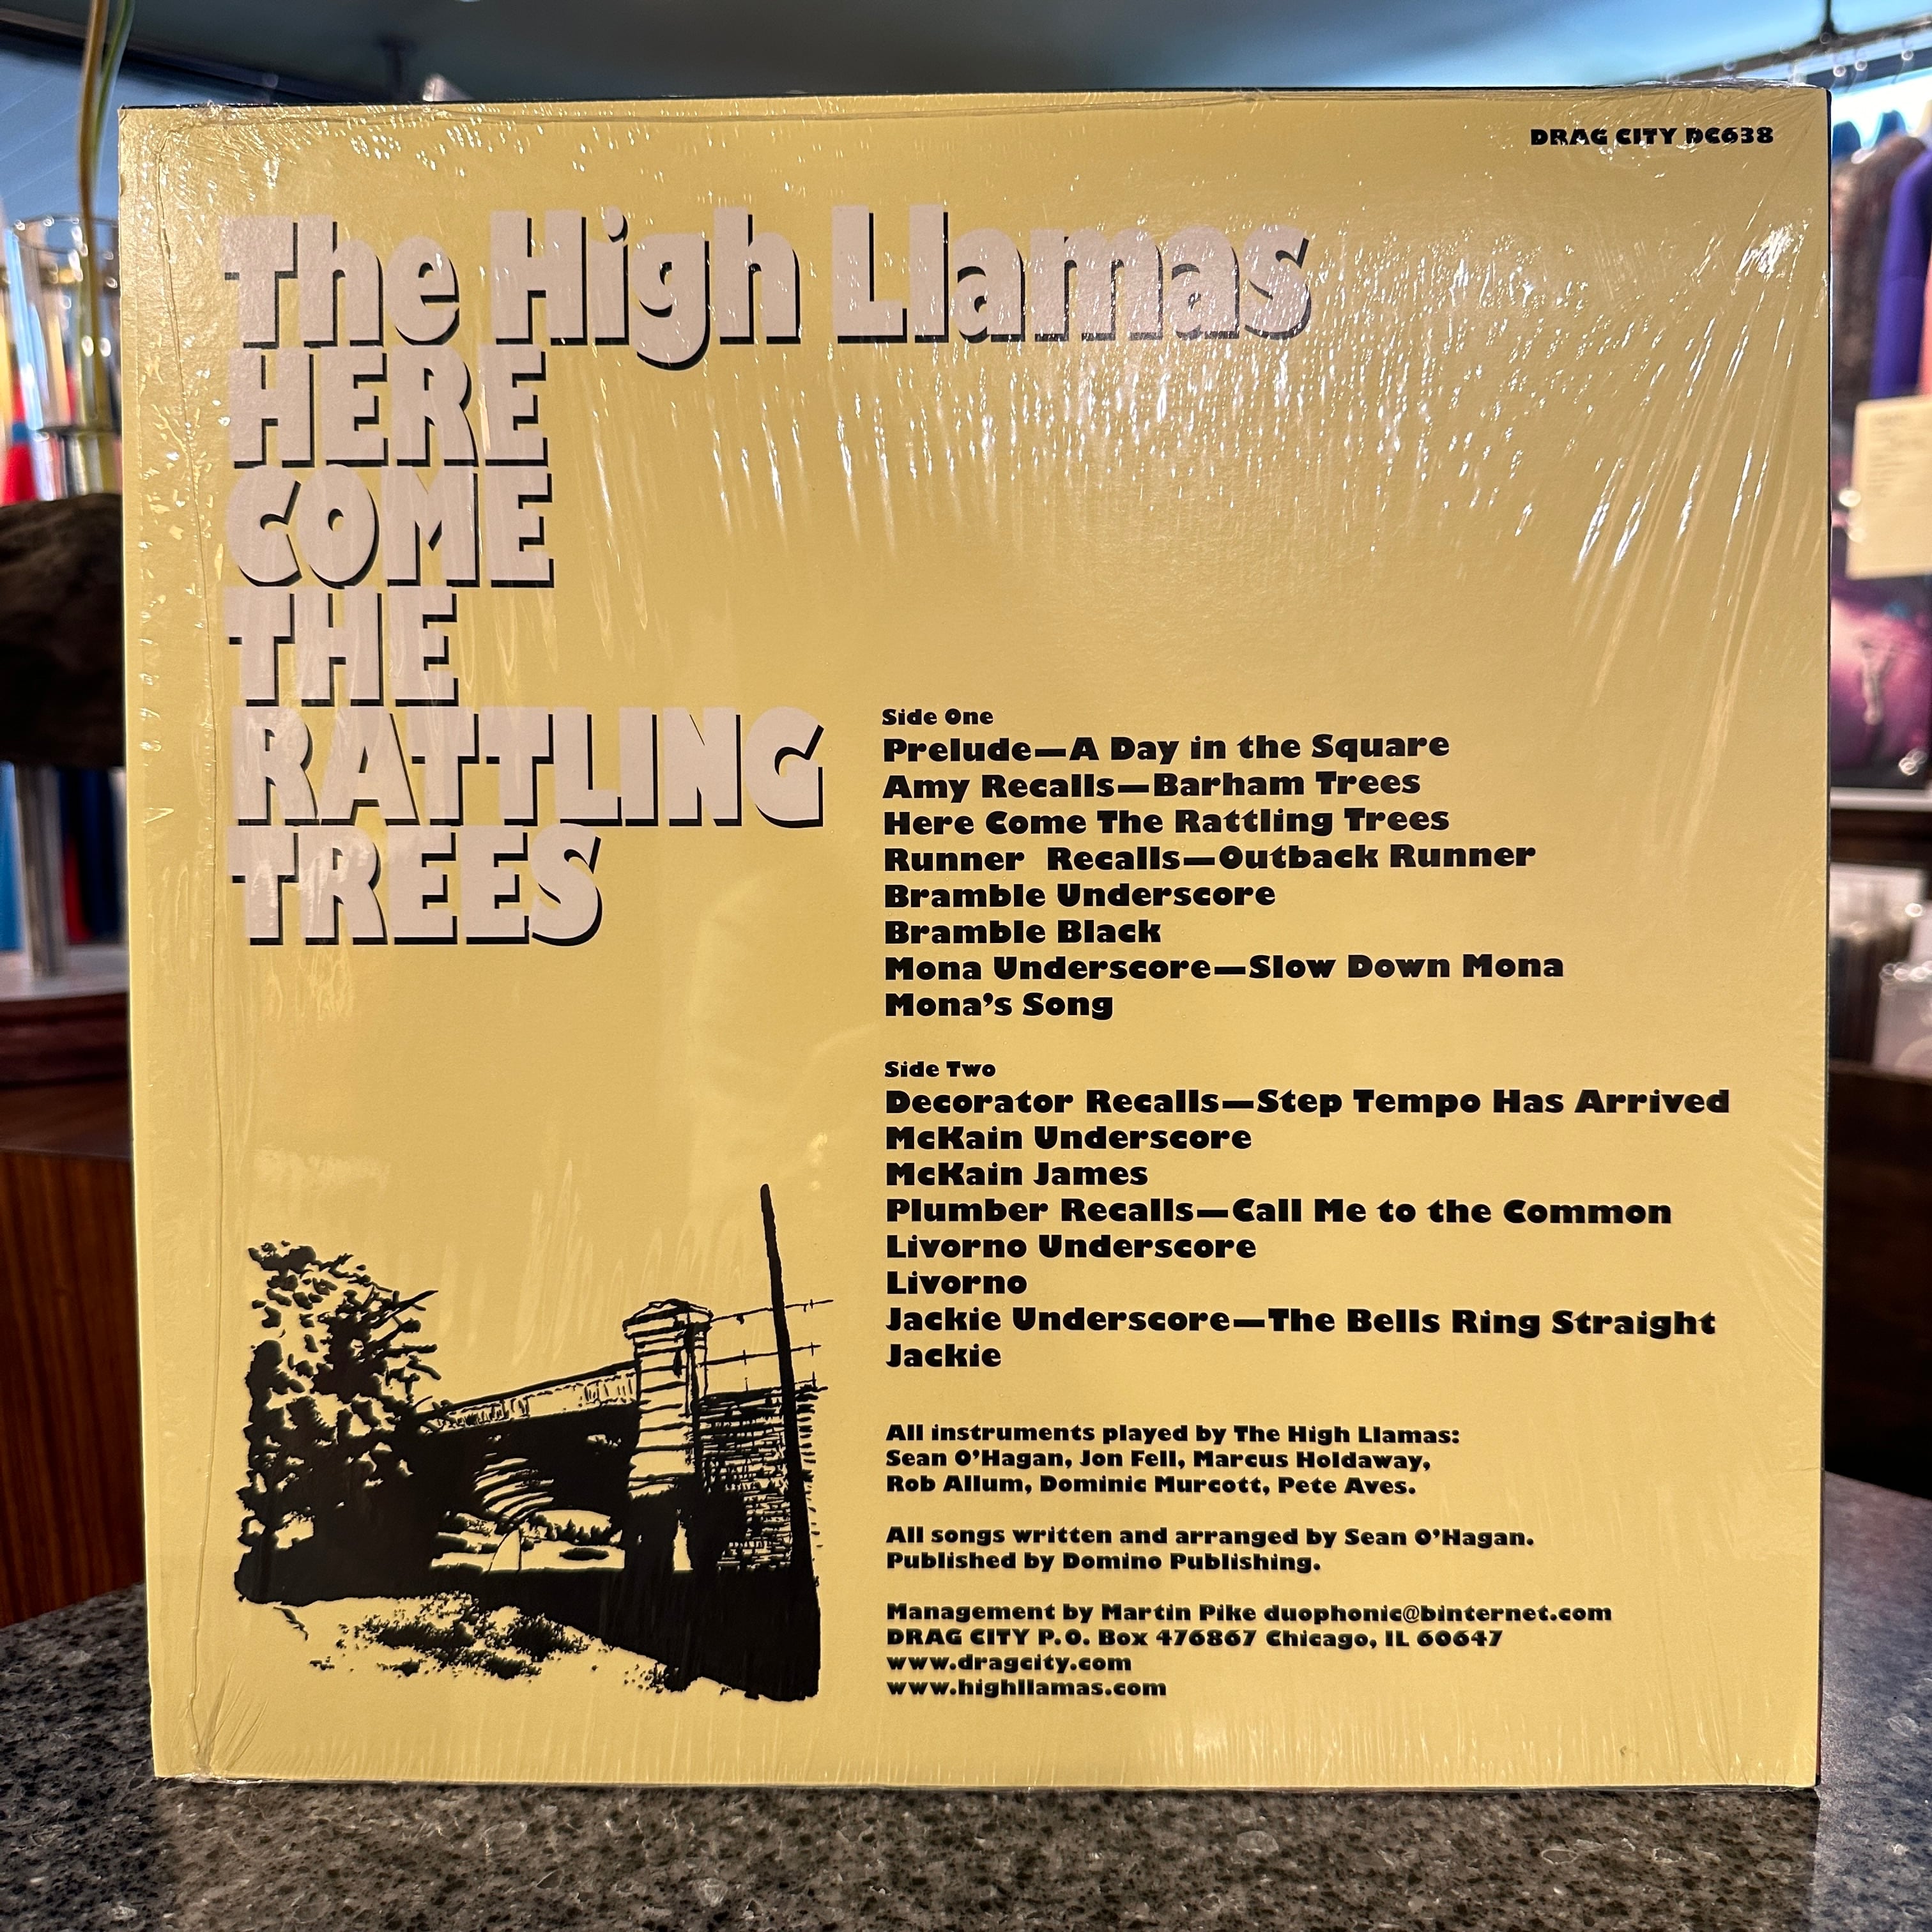 DRAG CITY DC638
The High Llamas
HERE
COME
THE
RATTLING
TREES
Side One
Prelude—A Day in the Square
Amy Recalls—Barham Trees
Here Come The Rattling Trees
Runner Recalls—Outback Runner
Bramble Underscore
Bramble Black
Mona Underscore—Slow Down Mona
Mona's Song
Side Two
Decorator Recalls—Step Tempo Has Arrived
McKain Underscore
McKain James
Plumber Recalls—Call Me to the Common
Livorno Underscore
Livorno
Jackie Underscore—The Bells Ring Straight
Jackie
All instruments played by The High Llamas:
Sean O'Hagan, Jon Fell, Marcus Holdaway,
Rob Allum, Dominic Murcott, Pete Aves.
All songs written and arranged by Sean O'Hagan.
Published by Domino Publishing.
Management by Martin Pike duophonic@binternet.com
DRAG CITY P.O. Box 476867 Chicago, IL 60647
www.dragcity.com
www.highllamas.com